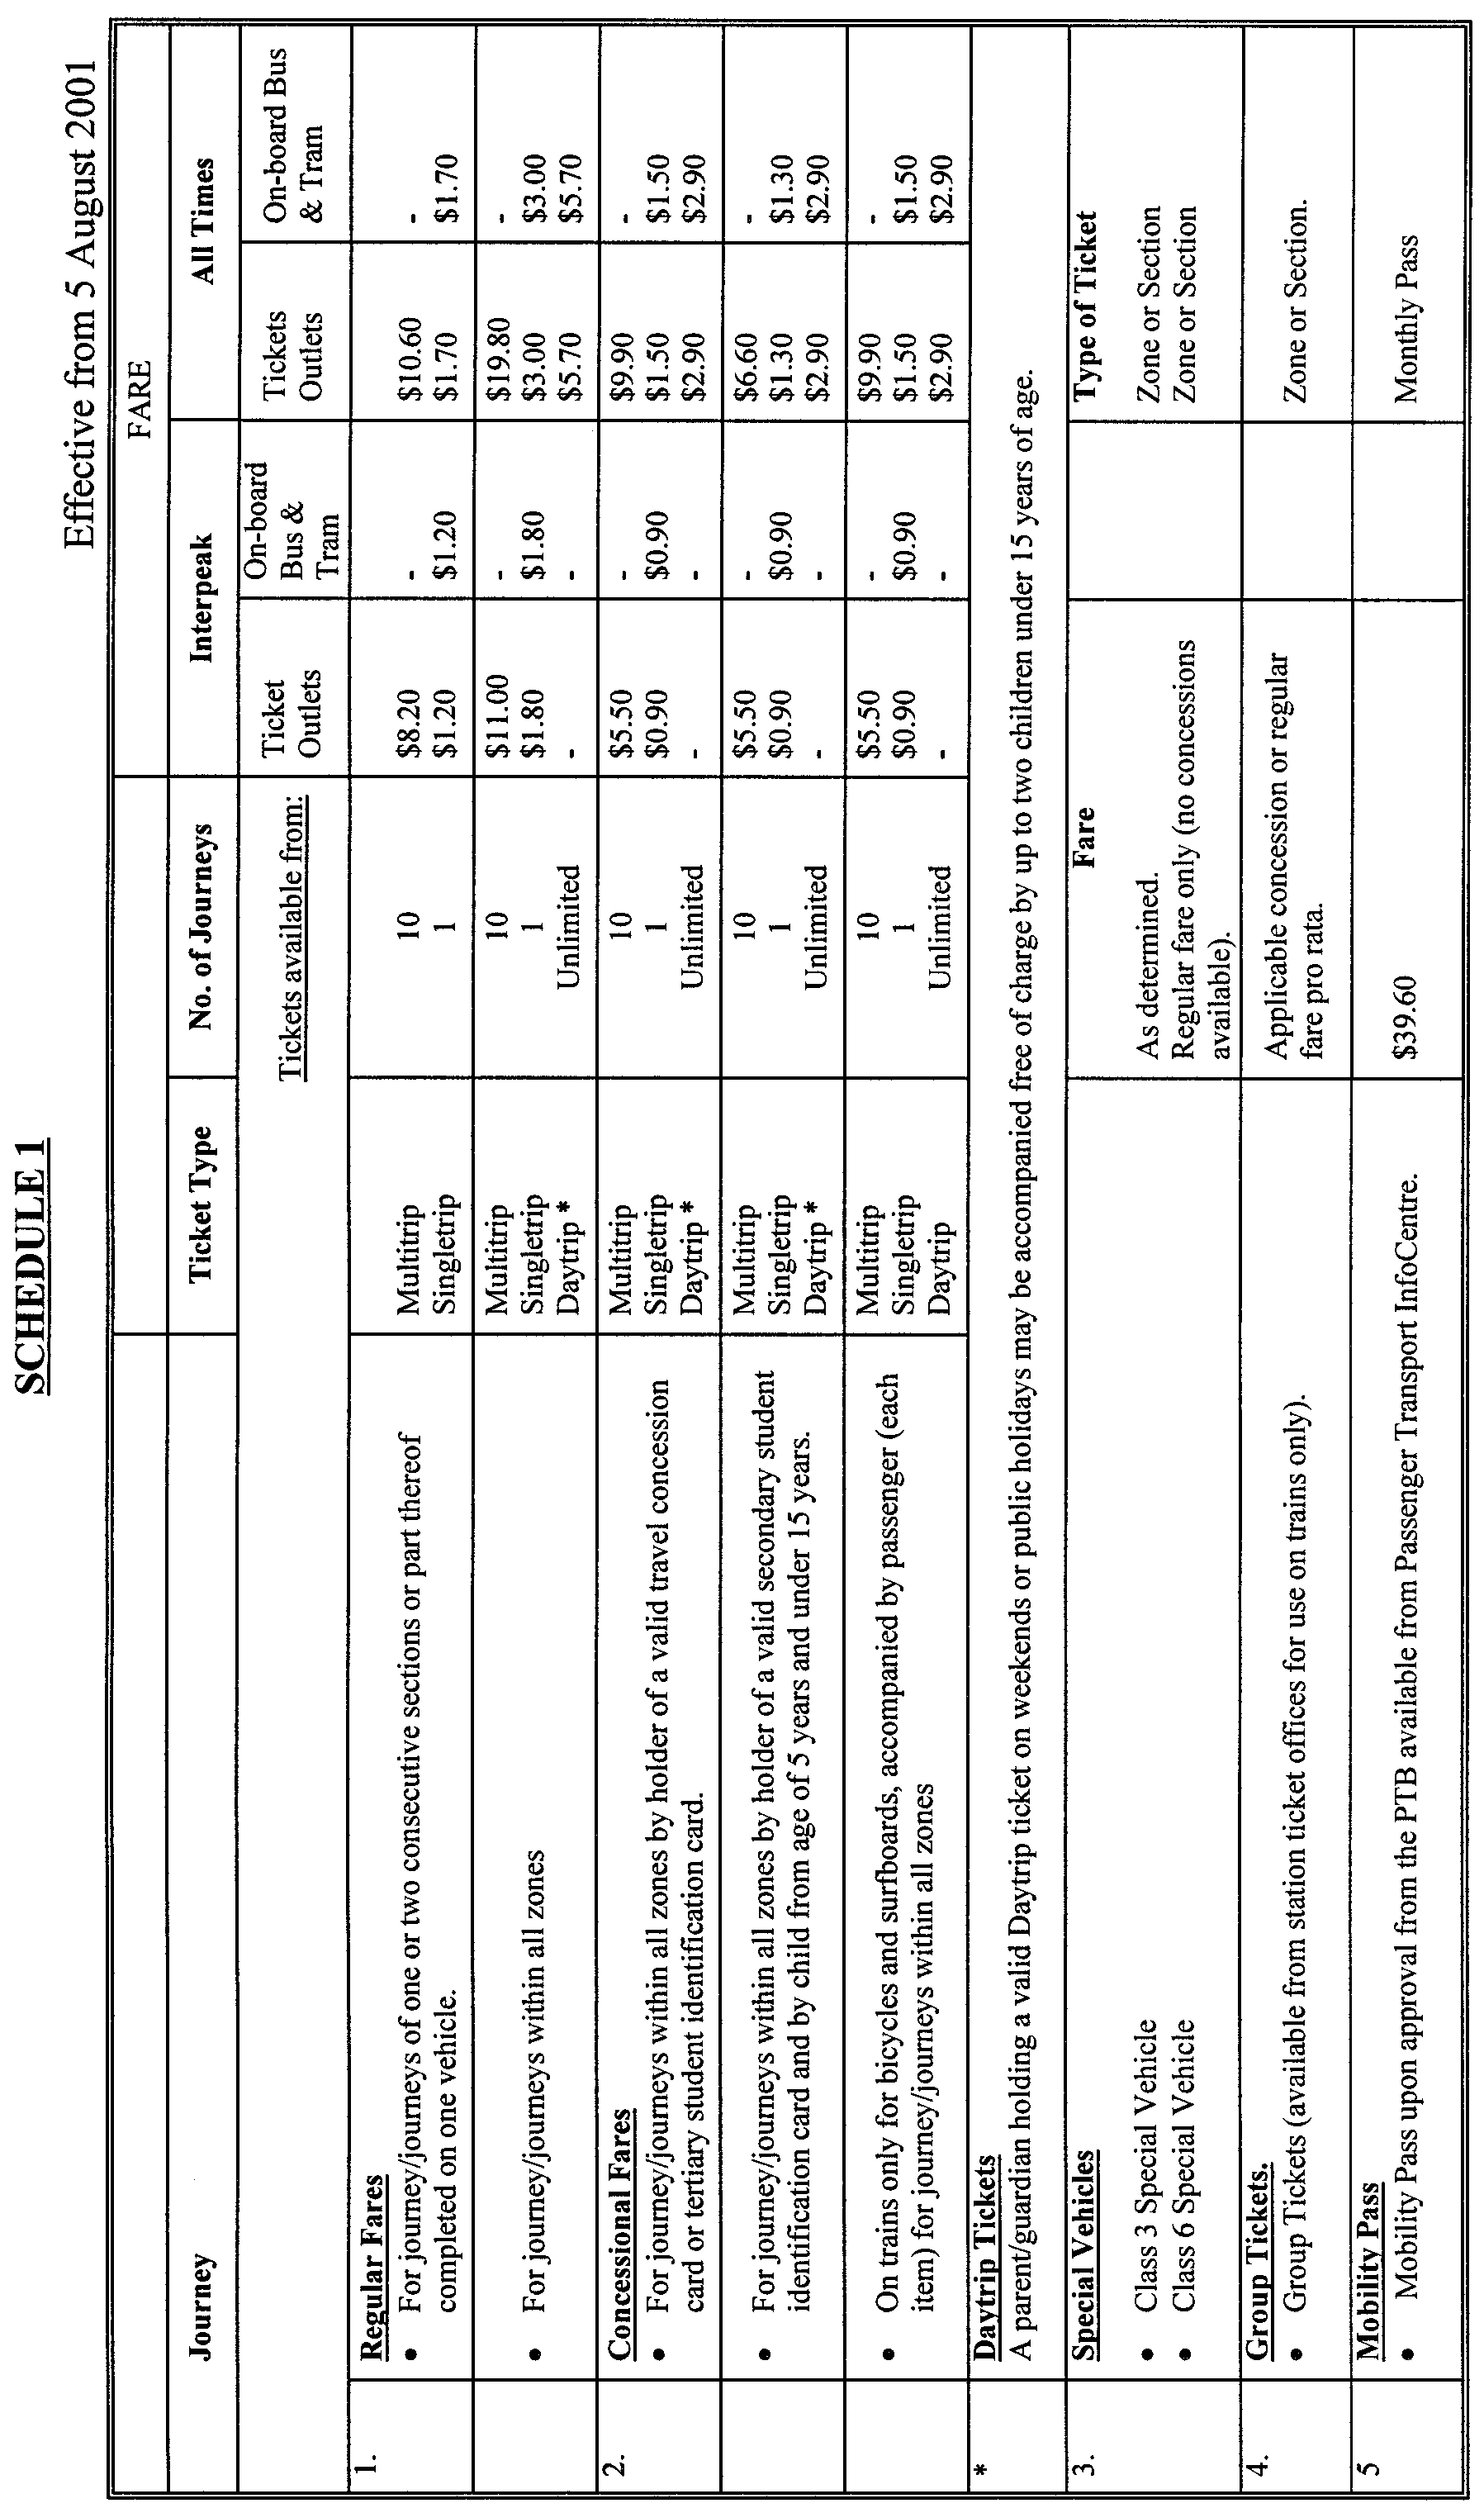 SCHEDULE 1
Effective from 5 August 2001
FARE
Journey Ticket Type No. of Journeys Interpeak All Times
Tickets available from: Ticket Outlets On-board Bus & Tram Tickets Outlets On-board Bus & Tram
1. Regular Fares
• For journey/journeys of one or two consecutive sections or part thereof Multitrip 10 $8.20 - $10.60 -
completed on one vehicle. Singletrip 1 $1.20 $1.20 $1.70 $1.70
Multitrip 10 $11.00 - $19.80 -
• For journey/journeys within all zones Singletrip 1 $1.80 $1.80 $3.00 $3.00
Daytrip * Unlimited - - $5.70 $5.70
2. Concessional Fares Multitrip 10 $5.50 - $9.90 -
• For journey/journeys within all zones by holder of a valid travel concession Singletrip 1 $0.90 $0.90 $1.50 $1.50
card or tertiary student identification card. Daytrip * Unlimited - - $2.90 $2.90
Multitrip 10 $5.50 - $6.60 -
• For journey/journeys within all zones by holder of a valid secondary student Singletrip 1 $0.90 $0.90 $1.30 $1.30
identification card and by child from age of 5 years and under 15 years. Daytrip * Unlimited - - $2.90 $2.90
Multitrip 10 $5.50 - $9.90 -
• On trains only for bicycles and surfboards, accompanied by passenger (each Singletrip 1 $0.90 $0.90 $1.50 $1.50
item) for journey/journeys within all zones Daytrip Unlimited - - $2.90 $2.90
* Daytrip Tickets
A parent/guardian holding a valid Daytrip ticket on weekends or public holidays may be accompanied free of charge by up to two children under 15 years of age.
3. Special Vehicles Fare Type of Ticket
• Class 3 Special Vehicle As determined. Zone or Section
• Class 6 Special Vehicle Regular fare only (no concessions Zone or Section
available).
4. Group Tickets. Applicable concession or regular
• Group Tickets (available from station ticket offices for use on trains only). fare pro rata. Zone or Section.
5 Mobility Pass
• Mobility Pass upon approval from the PTB available from Passenger Transport InfoCentre. $39.60 Monthly Pass